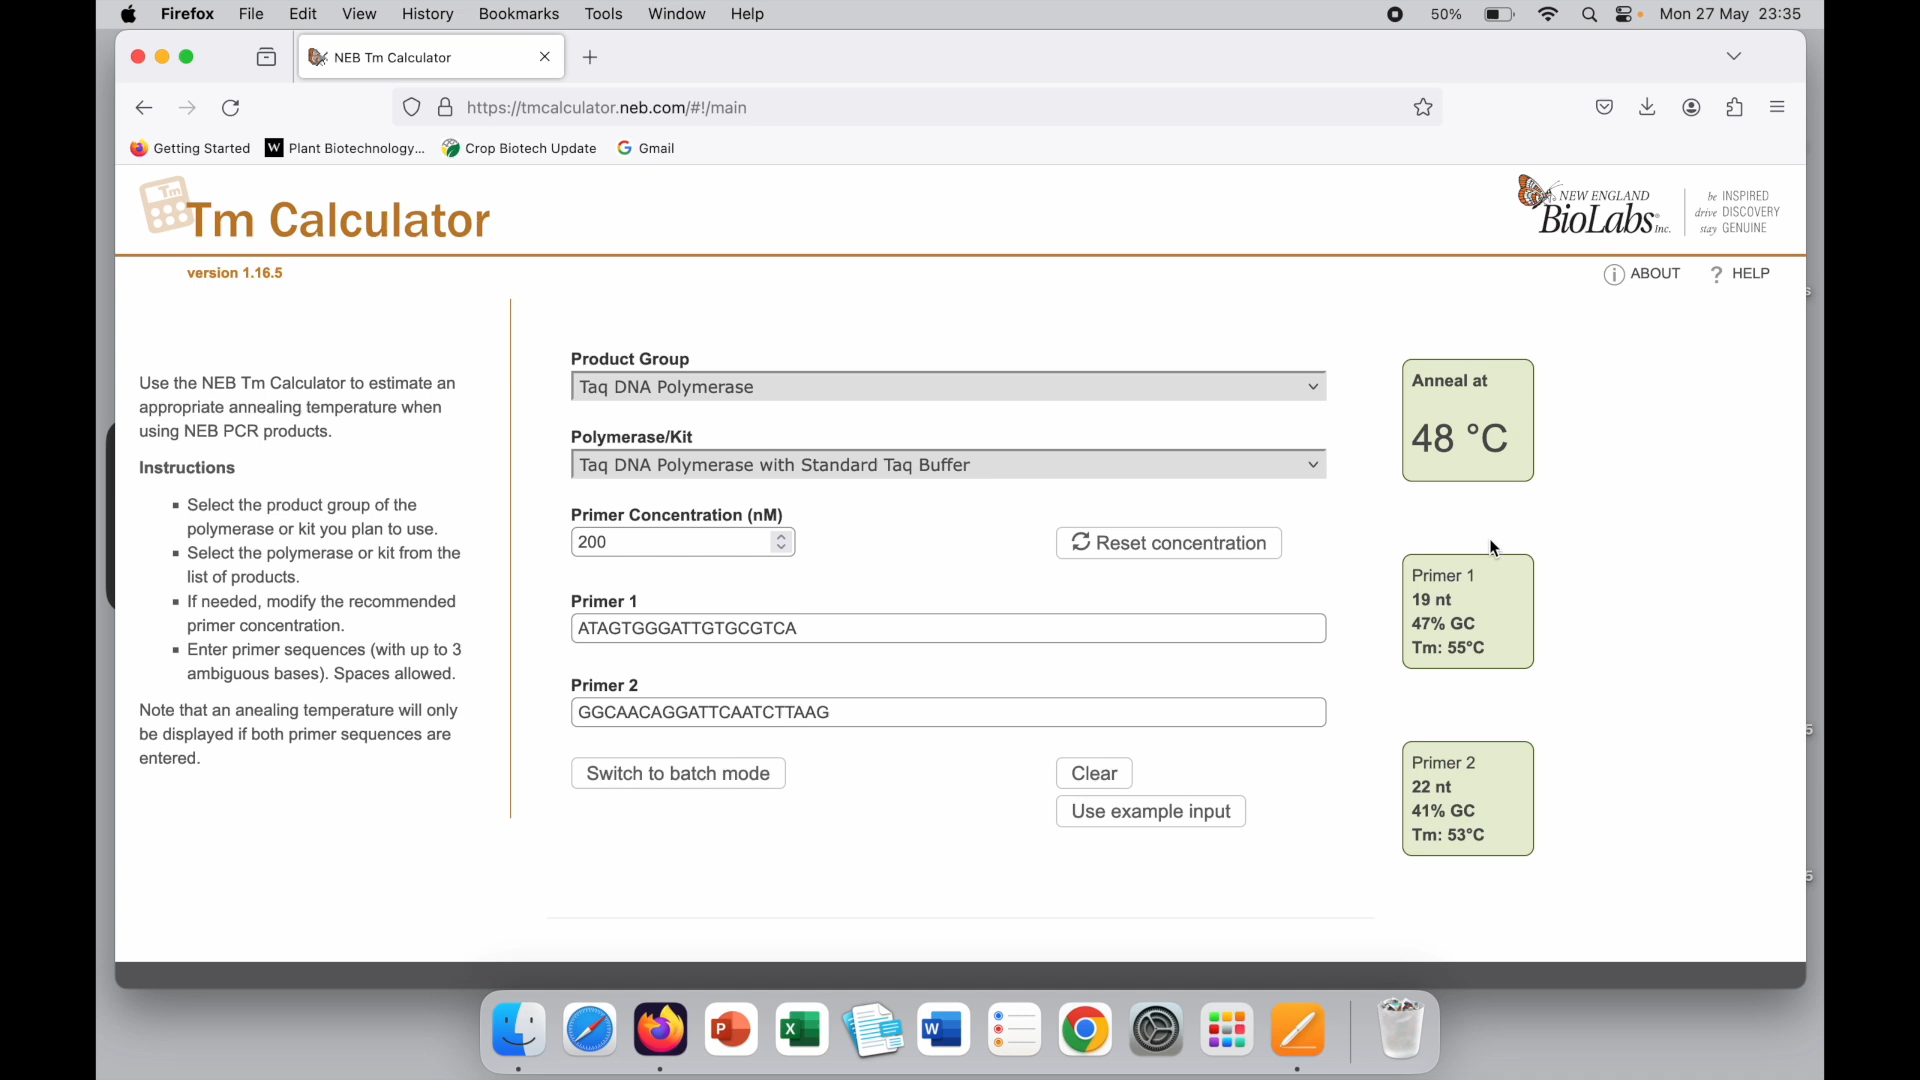 Firefox File Edit View History Bookmarks Tools Window Help 50% Mon 27 May 23:35
NEB Tm Calculator
https://tmcalculator.neb.com/#!/main
Getting Started Plant Biotechnology... Crop Biotech Update Gmail
Tm
Tm Calculator
NEW ENGLAND
BioLabs Inc.
be INSPIRED
drive DISCOVERY
stay GENUINE
version 1.16.5
ABOUT ? HELP
Use the NEB Tm Calculator to estimate an
appropriate annealing temperature when
using NEB PCR products.
Instructions
▪ Select the product group of the
polymerase or kit you plan to use.
▪ Select the polymerase or kit from the
list of products.
▪ If needed, modify the recommended
primer concentration.
▪ Enter primer sequences (with up to 3
ambiguous bases). Spaces allowed.
Note that an anealing temperature will only
be displayed if both primer sequences are
entered.
Product Group
Taq DNA Polymerase
Polymerase/Kit
Taq DNA Polymerase with Standard Taq Buffer
Primer Concentration (nM)
200
Reset concentration
Primer 1
ATAGTGGGATTGTGCGTCA
Primer 2
GGCAACAGGATTCAATCTTAAG
Switch to batch mode
Clear
Use example input
Anneal at
48 °C
Primer 1
19 nt
47% GC
Tm: 55°C
Primer 2
22 nt
41% GC
Tm: 53°C
s
5
5